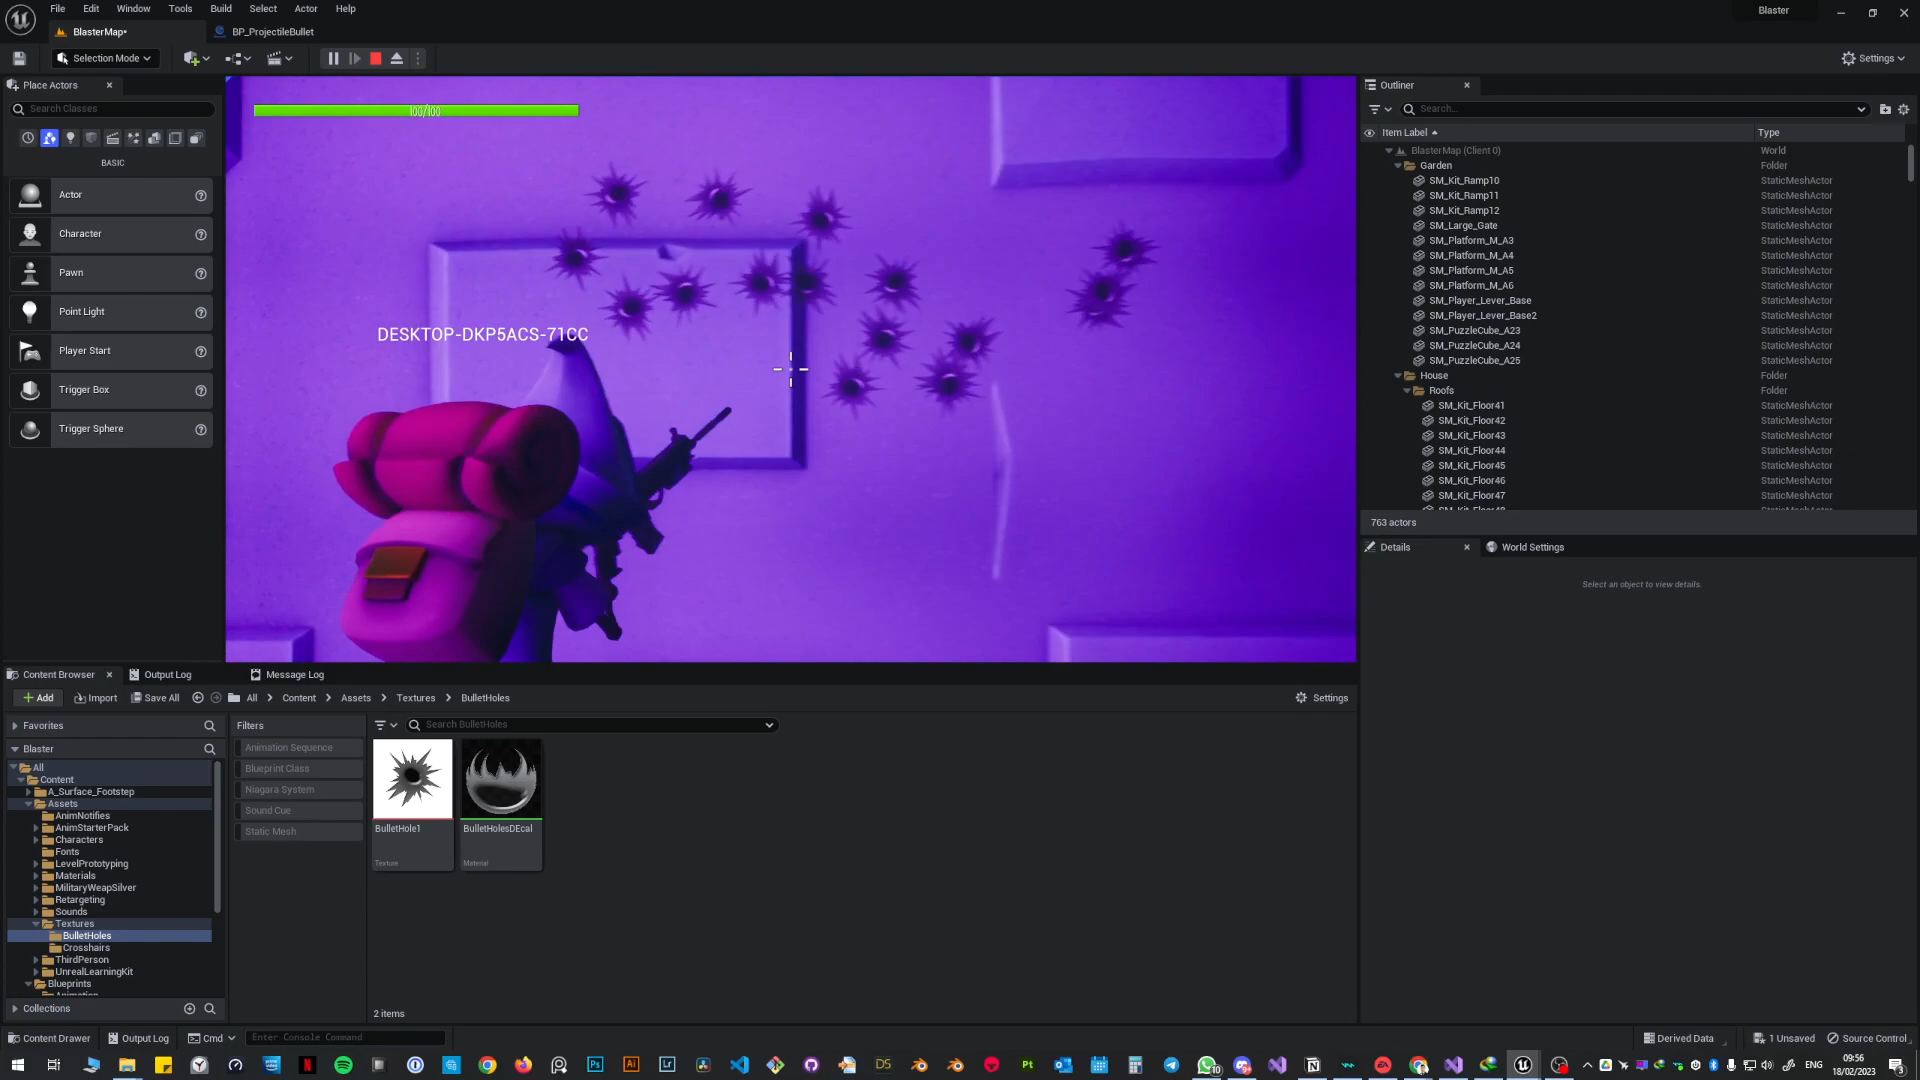 File Edit Window Tools Build Select Actor Help
Blaster
BlasterMap*
BP_ProjectileBullet
Selection Mode
Settings
Place Actors
Search Classes
BASIC
Actor
Character
Pawn
Point Light
Player Start
Trigger Box
Trigger Sphere
100/100
DESKTOP-DKP5ACS-71CC
Outliner
Search...
Item Label
Type
BlasterMap (Client 0) World
Garden Folder
SM_Kit_Ramp10 StaticMeshActor
SM_Kit_Ramp11 StaticMeshActor
SM_Kit_Ramp12 StaticMeshActor
SM_Large_Gate StaticMeshActor
SM_Platform_M_A3 StaticMeshActor
SM_Platform_M_A4 StaticMeshActor
SM_Platform_M_A5 StaticMeshActor
SM_Platform_M_A6 StaticMeshActor
SM_Player_Lever_Base StaticMeshActor
SM_Player_Lever_Base2 StaticMeshActor
SM_PuzzleCube_A23 StaticMeshActor
SM_PuzzleCube_A24 StaticMeshActor
SM_PuzzleCube_A25 StaticMeshActor
House Folder
Roofs Folder
SM_Kit_Floor41 StaticMeshActor
SM_Kit_Floor42 StaticMeshActor
SM_Kit_Floor43 StaticMeshActor
SM_Kit_Floor44 StaticMeshActor
SM_Kit_Floor45 StaticMeshActor
SM_Kit_Floor46 StaticMeshActor
SM_Kit_Floor47 StaticMeshActor
763 actors
Details
World Settings
Select an object to view details.
Content Browser
Output Log
Message Log
Add Import Save All All Content Assets Textures BulletHoles
Settings
Favorites
Blaster
All
Content
A_Surface_Footstep
Assets
AnimNotifies
AnimStarterPack
Characters
Fonts
LevelPrototyping
Materials
MilitaryWeapSilver
Retargeting
Sounds
Textures
BulletHoles
Crosshairs
ThirdPerson
UnrealLearningKit
Blueprints
Collections
Filters
Animation Sequence
Blueprint Class
Niagara System
Sound Cue
Static Mesh
Search BulletHoles
BulletHole1
Texture
BulletHolesDEcal
Material
2 items
Content Drawer
Output Log
Cmd
Enter Console Command
Derived Data
1 Unsaved
Source Control
Ps
Ai
Lr
DS
Pt
ENG
09:56
18/02/2023